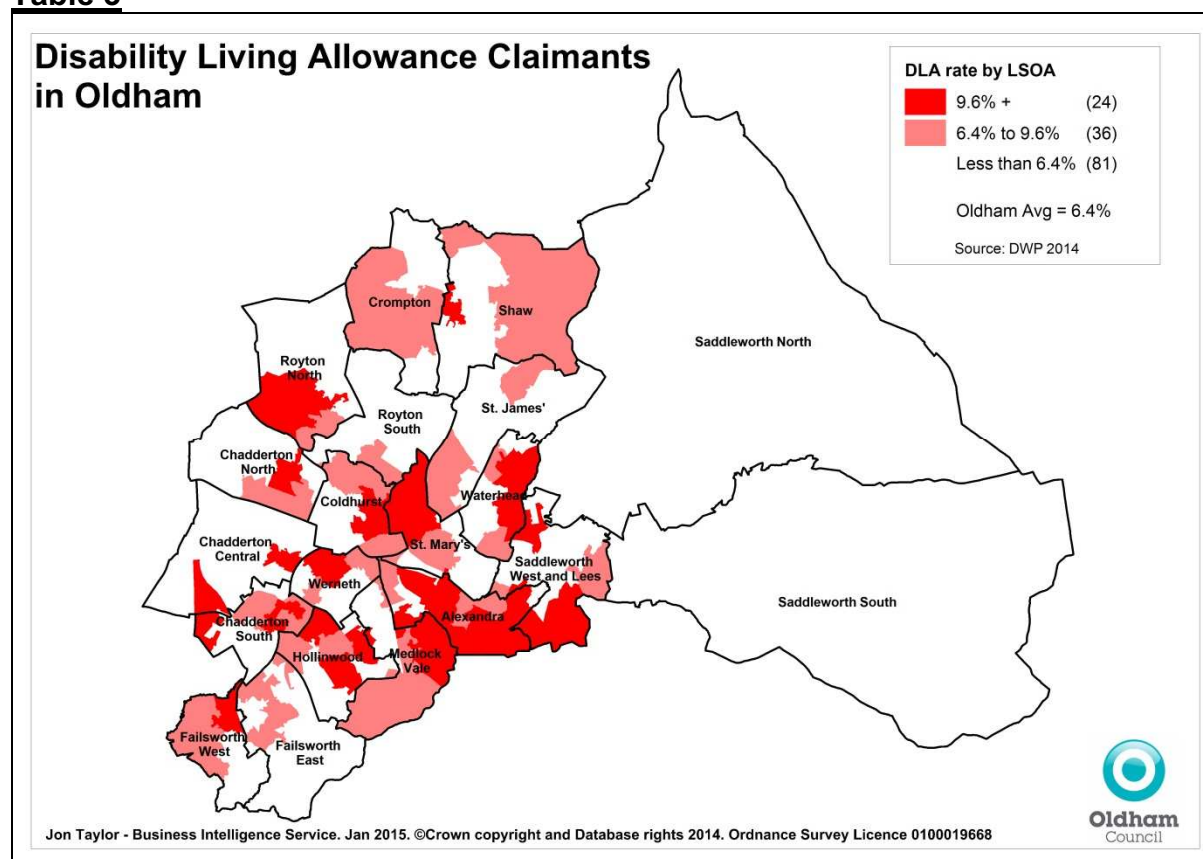 Disability Living Allowance Claimants
in Oldham
DLA rate by LSOA
9.6% + (24)
6.4% to 9.6% (36)
Less than 6.4% (81)
Oldham Avg = 6.4%
Source: DWP 2014
Crompton
Shaw
Saddleworth North
Royton
North
St. James'
Royton
South
Chadderton
North
Coldhurst
Waterhead
Chadderton
Central
St. Mary's
Saddleworth
West and Lees
Werneth
Saddleworth South
Alexandra
Chadderton
South
Hollinwood
Medlock
Vale
Failsworth
West
Failsworth
East
Oldham
Council
Jon Taylor - Business Intelligence Service. Jan 2015. ©Crown copyright and Database rights 2014. Ordnance Survey Licence 0100019668